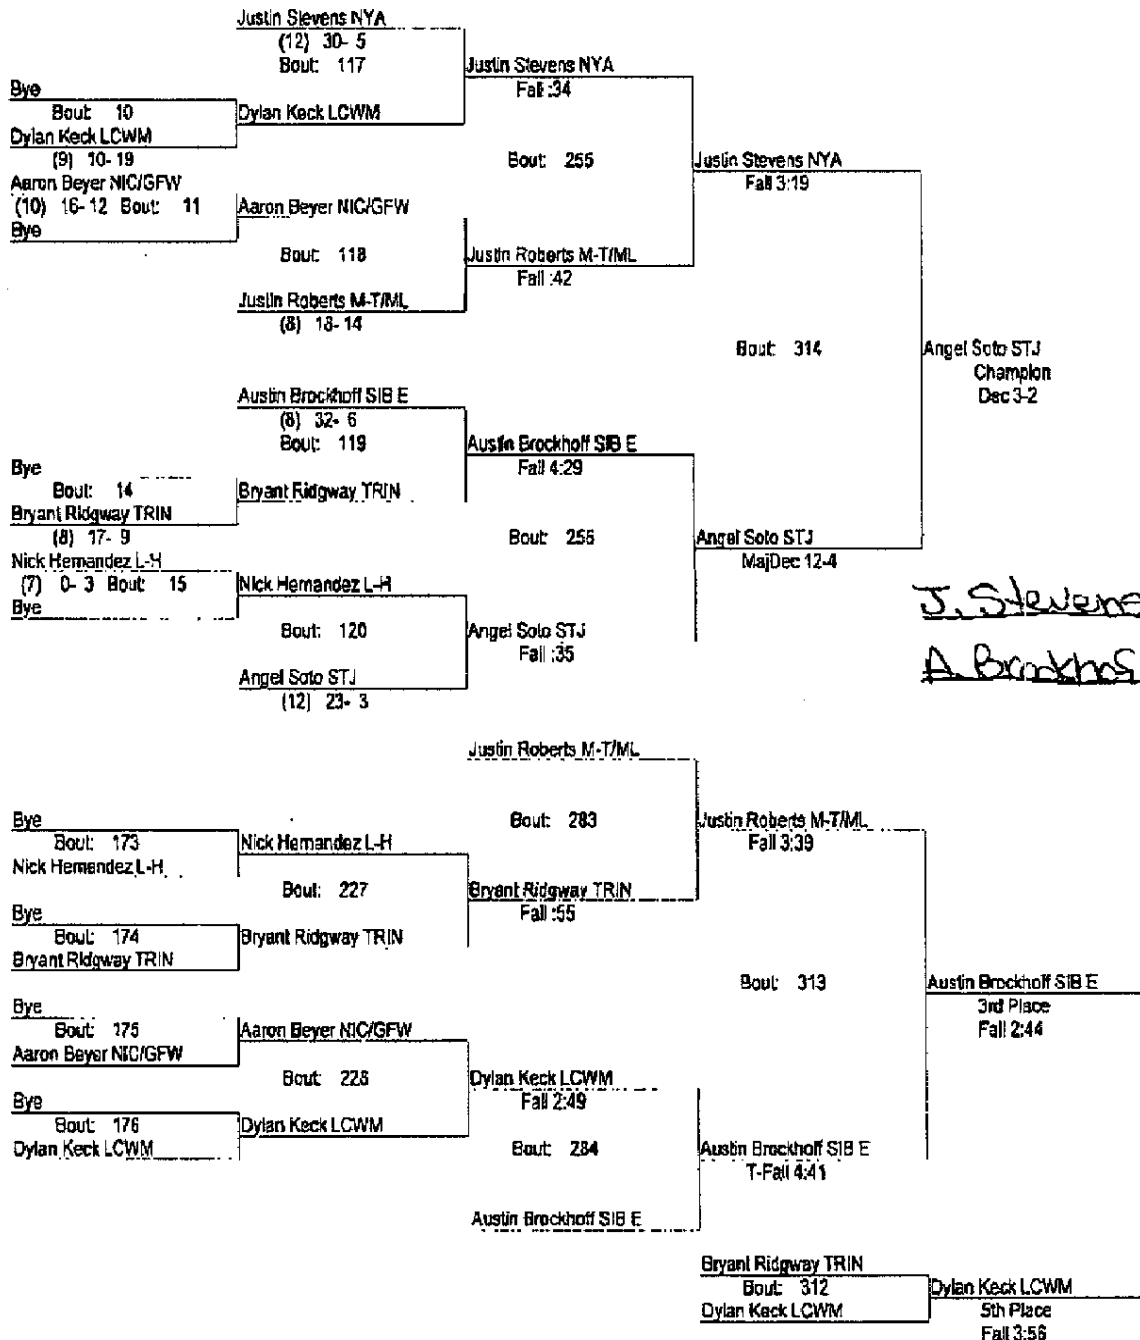 Justin Stevens NYA
(12) 30- 5
Bout: 117
Justin Stevens NYA
Fall :34
Bye
Bout: 10
Dylan Keck LCWM
Dylan Keck LCWM
(9) 10- 19
Bout: 255
Justin Stevens NYA
Fall 3:19
Aaron Beyer NIC/GFW
(10) 16- 12 Bout: 11
Bye
Aaron Beyer NIC/GFW
Bout: 118
Justin Roberts M-T/ML
Fall :42
Justin Roberts M-T/ML
(8) 18- 14
Bout: 314
Angel Soto STJ
Champion
Dec 3-2
Austin Brockhoff SIB E
(8) 32- 6
Bout: 119
Austin Brockhoff SIB E
Fall 4:29
Bye
Bout: 14
Bryant Ridgway TRIN
Bryant Ridgway TRIN
(8) 17- 9
Bout: 256
Angel Soto STJ
MajDec 12-4
Nick Hernandez L-H
(7) 0- 3 Bout: 15
Bye
Nick Hernandez L-H
Bout: 120
Angel Soto STJ
Fall :35
Angel Soto STJ
(12) 23- 3
J. Stevens
A. Brockhof
Justin Roberts M-T/ML
Bout: 283
Justin Roberts M-T/ML
Fall 3:39
Bye
Bout: 173
Nick Hernandez L-H
Nick Hernandez L-H
Bout: 227
Bryant Ridgway TRIN
Fall :55
Bye
Bout: 174
Bryant Ridgway TRIN
Bryant Ridgway TRIN
Bout: 313
Austin Brockhoff SIB E
3rd Place
Fall 2:44
Bye
Bout: 175
Aaron Beyer NIC/GFW
Aaron Beyer NIC/GFW
Bout: 228
Dylan Keck LCWM
Fall 2:49
Bye
Bout: 176
Dylan Keck LCWM
Dylan Keck LCWM
Bout: 284
Austin Brockhoff SIB E
T-Fall 4:41
Austin Brockhoff SIB E
Bryant Ridgway TRIN
Bout: 312
Dylan Keck LCWM
Dylan Keck LCWM
5th Place
Fall 3:56